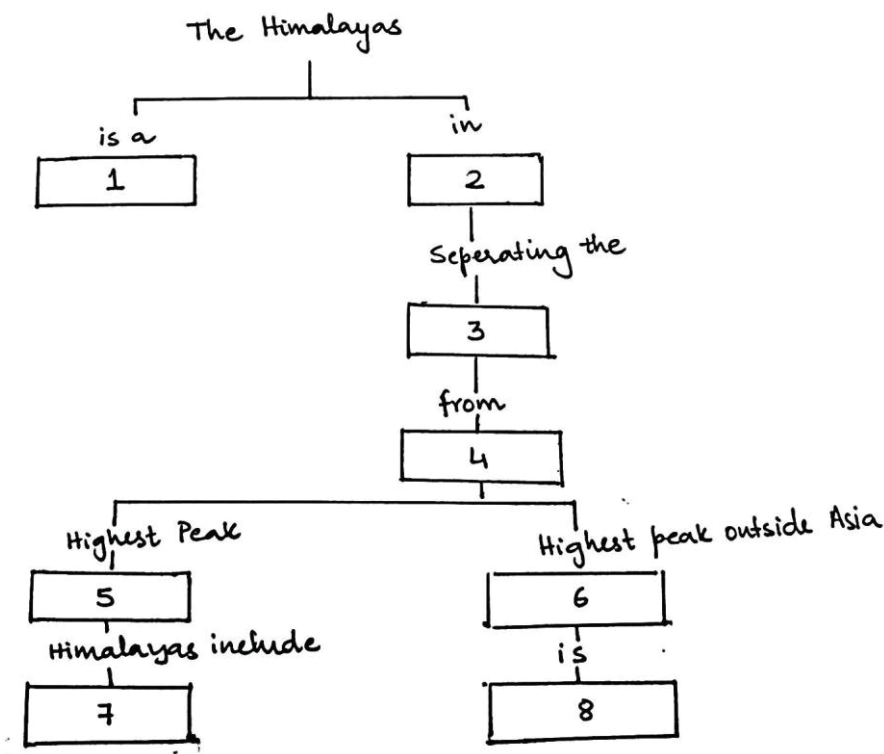 The Himalayas
is a
in
1
2
Seperating the
3
from
4
Highest Peak
Highest peak outside Asia
5
6
Himalayas include
is
7
8